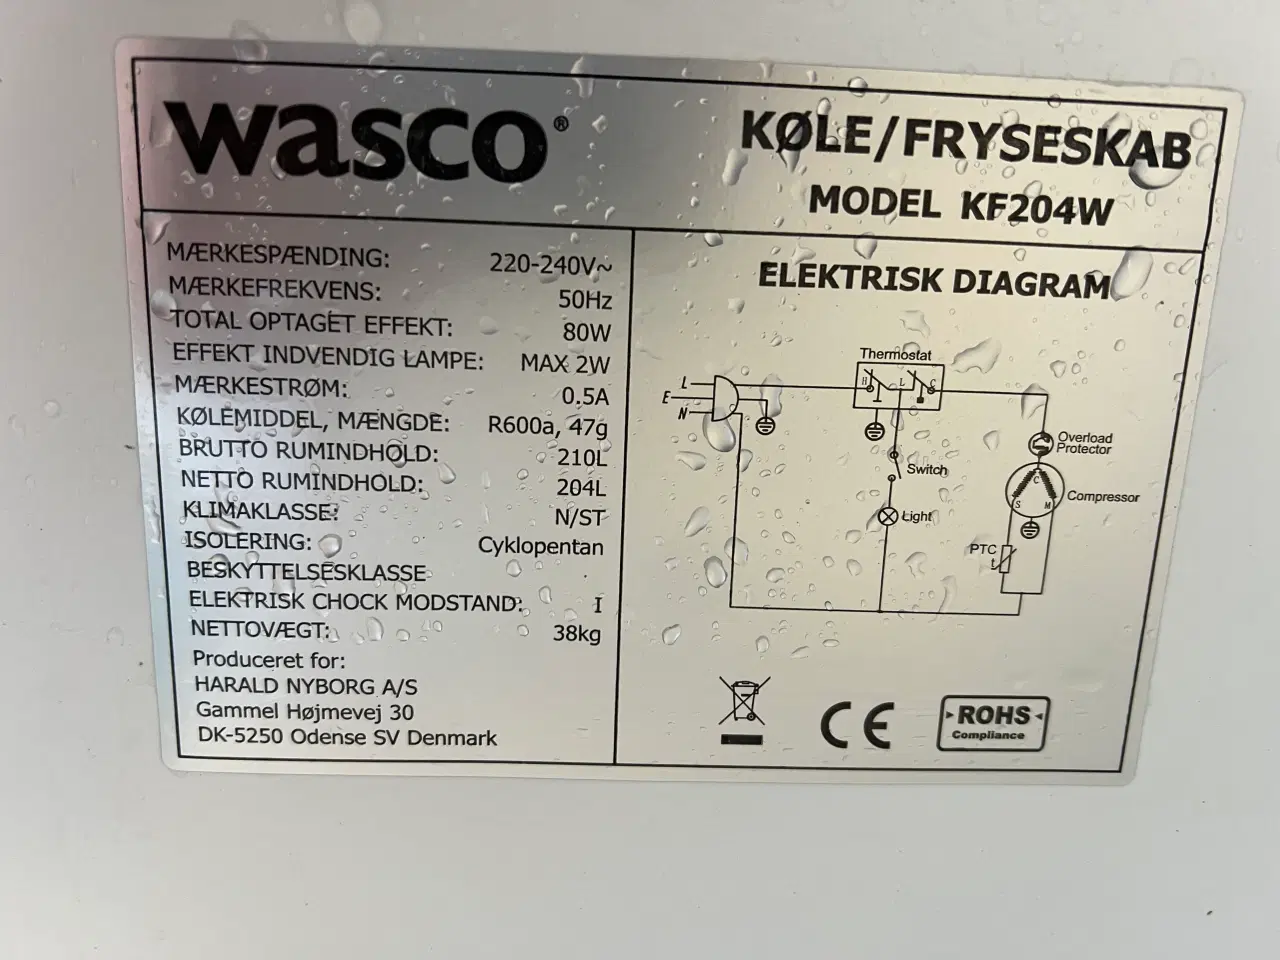 wasco®
KØLE/FRYSESKAB
MODEL KF204W
MÆRKESPÆNDING: 220-240V~
MÆRKEFREKVENS: 50Hz
TOTAL OPTAGET EFFEKT: 80W
EFFEKT INDVENDIG LAMPE: MAX 2W
MÆRKESTRØM: 0.5A
KØLEMIDDEL, MÆNGDE: R600a, 47g
BRUTTO RUMINDHOLD: 210L
NETTO RUMINDHOLD: 204L
KLIMAKLASSE: N/ST
ISOLERING: Cyklopentan
BESKYTTELSESKLASSE
ELEKTRISK CHOCK MODSTAND: I
NETTOVÆGT: 38kg
Produceret for:
HARALD NYBORG A/S
Gammel Højmevej 30
DK-5250 Odense SV Denmark
ELEKTRISK DIAGRAM
Thermostat
H L C
L
E
N
Overload
Protector
Switch
C
S M
Compressor
Light
PTC
t
CE
ROHS
Compliance